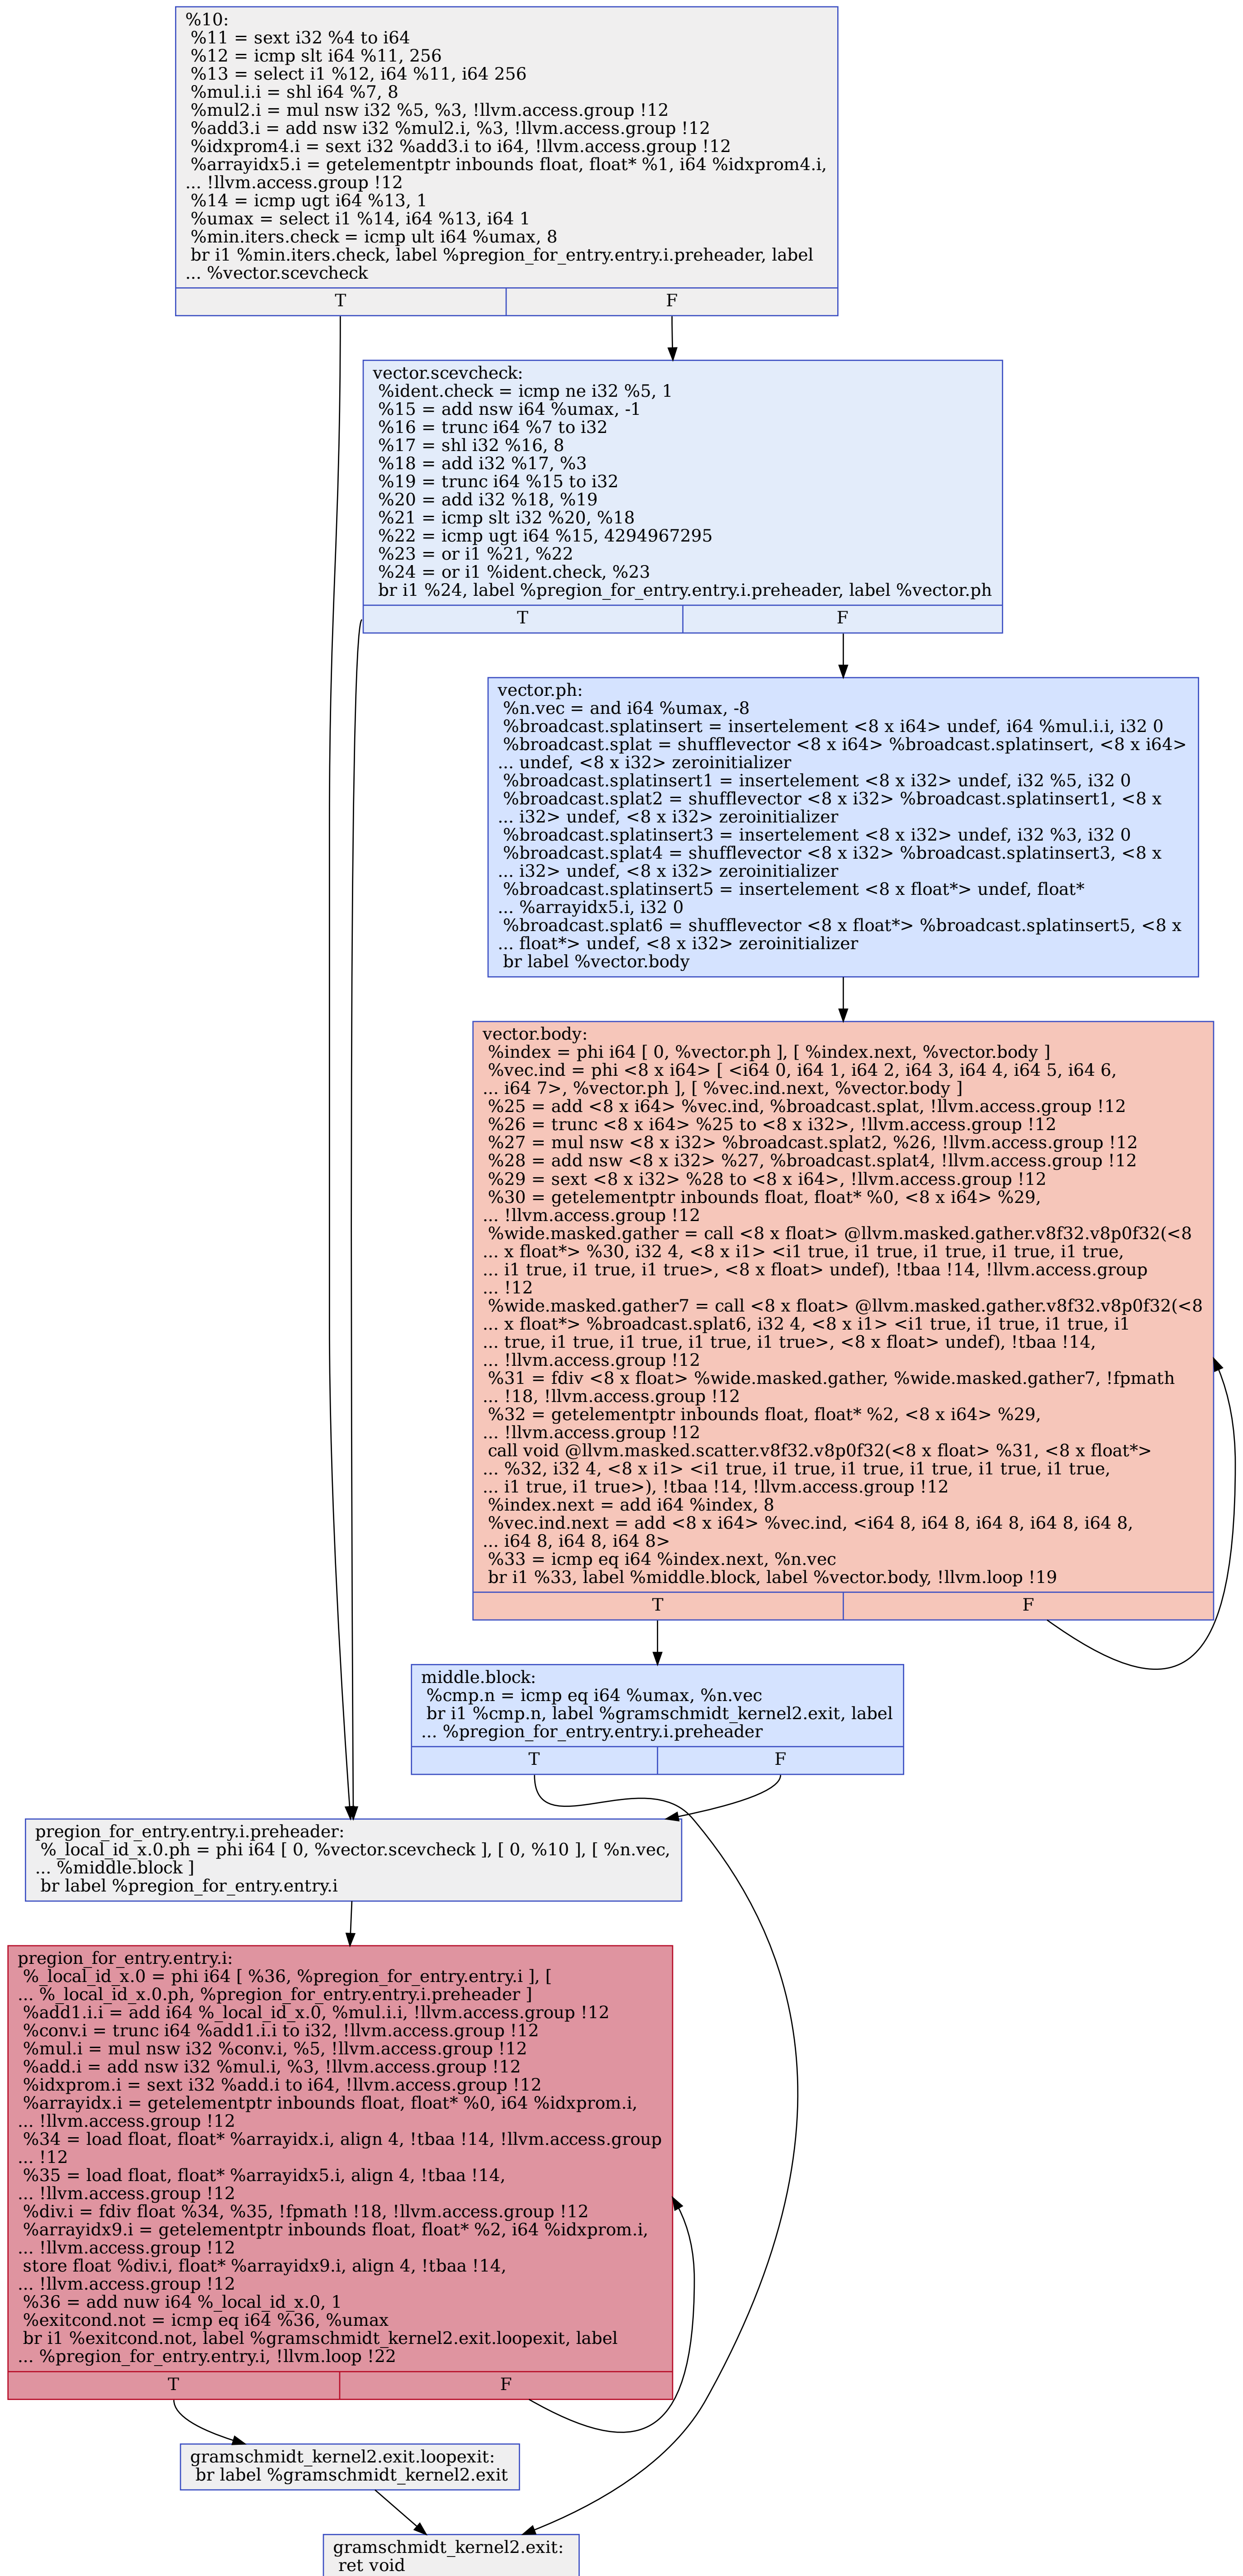 %10:
%11 = sext i32 %4 to i64
%12 = icmp slt i64 %11, 256
%13 = select i1 %12, i64 %11, i64 256
%mul.i.i = shl i64 %7, 8
%mul2.i = mul nsw i32 %5, %3, !llvm.access.group !12
%add3.i = add nsw i32 %mul2.i, %3, !llvm.access.group !12
%idxprom4.i = sext i32 %add3.i to i64, !llvm.access.group !12
%arrayidx5.i = getelementptr inbounds float, float* %1, i64 %idxprom4.i,
... !llvm.access.group !12
%14 = icmp ugt i64 %13, 1
%umax = select i1 %14, i64 %13, i64 1
%min.iters.check = icmp ult i64 %umax, 8
br i1 %min.iters.check, label %pregion_for_entry.entry.i.preheader, label
... %vector.scevcheck
T
F
vector.scevcheck:
%ident.check = icmp ne i32 %5, 1
%15 = add nsw i64 %umax, -1
%16 = trunc i64 %7 to i32
%17 = shl i32 %16, 8
%18 = add i32 %17, %3
%19 = trunc i64 %15 to i32
%20 = add i32 %18, %19
%21 = icmp slt i32 %20, %18
%22 = icmp ugt i64 %15, 4294967295
%23 = or i1 %21, %22
%24 = or i1 %ident.check, %23
br i1 %24, label %pregion_for_entry.entry.i.preheader, label %vector.ph
T
F
vector.ph:
%n.vec = and i64 %umax, -8
%broadcast.splatinsert = insertelement <8 x i64> undef, i64 %mul.i.i, i32 0
%broadcast.splat = shufflevector <8 x i64> %broadcast.splatinsert, <8 x i64>
... undef, <8 x i32> zeroinitializer
%broadcast.splatinsert1 = insertelement <8 x i32> undef, i32 %5, i32 0
%broadcast.splat2 = shufflevector <8 x i32> %broadcast.splatinsert1, <8 x
... i32> undef, <8 x i32> zeroinitializer
%broadcast.splatinsert3 = insertelement <8 x i32> undef, i32 %3, i32 0
%broadcast.splat4 = shufflevector <8 x i32> %broadcast.splatinsert3, <8 x
... i32> undef, <8 x i32> zeroinitializer
%broadcast.splatinsert5 = insertelement <8 x float*> undef, float*
... %arrayidx5.i, i32 0
%broadcast.splat6 = shufflevector <8 x float*> %broadcast.splatinsert5, <8 x
... float*> undef, <8 x i32> zeroinitializer
br label %vector.body
vector.body:
%index = phi i64 [ 0, %vector.ph ], [ %index.next, %vector.body ]
%vec.ind = phi <8 x i64> [ <i64 0, i64 1, i64 2, i64 3, i64 4, i64 5, i64 6,
... i64 7>, %vector.ph ], [ %vec.ind.next, %vector.body ]
%25 = add <8 x i64> %vec.ind, %broadcast.splat, !llvm.access.group !12
%26 = trunc <8 x i64> %25 to <8 x i32>, !llvm.access.group !12
%27 = mul nsw <8 x i32> %broadcast.splat2, %26, !llvm.access.group !12
%28 = add nsw <8 x i32> %27, %broadcast.splat4, !llvm.access.group !12
%29 = sext <8 x i32> %28 to <8 x i64>, !llvm.access.group !12
%30 = getelementptr inbounds float, float* %0, <8 x i64> %29,
... !llvm.access.group !12
%wide.masked.gather = call <8 x float> @llvm.masked.gather.v8f32.v8p0f32(<8
... x float*> %30, i32 4, <8 x i1> <i1 true, i1 true, i1 true, i1 true, i1 true,
... i1 true, i1 true, i1 true>, <8 x float> undef), !tbaa !14, !llvm.access.group
... !12
%wide.masked.gather7 = call <8 x float> @llvm.masked.gather.v8f32.v8p0f32(<8
... x float*> %broadcast.splat6, i32 4, <8 x i1> <i1 true, i1 true, i1 true, i1
... true, i1 true, i1 true, i1 true, i1 true>, <8 x float> undef), !tbaa !14,
... !llvm.access.group !12
%31 = fdiv <8 x float> %wide.masked.gather, %wide.masked.gather7, !fpmath
... !18, !llvm.access.group !12
%32 = getelementptr inbounds float, float* %2, <8 x i64> %29,
... !llvm.access.group !12
call void @llvm.masked.scatter.v8f32.v8p0f32(<8 x float> %31, <8 x float*>
... %32, i32 4, <8 x i1> <i1 true, i1 true, i1 true, i1 true, i1 true, i1 true,
... i1 true, i1 true>), !tbaa !14, !llvm.access.group !12
%index.next = add i64 %index, 8
%vec.ind.next = add <8 x i64> %vec.ind, <i64 8, i64 8, i64 8, i64 8, i64 8,
... i64 8, i64 8, i64 8>
%33 = icmp eq i64 %index.next, %n.vec
br i1 %33, label %middle.block, label %vector.body, !llvm.loop !19
T
F
middle.block:
%cmp.n = icmp eq i64 %umax, %n.vec
br i1 %cmp.n, label %gramschmidt_kernel2.exit, label
... %pregion_for_entry.entry.i.preheader
T
F
pregion_for_entry.entry.i.preheader:
%_local_id_x.0.ph = phi i64 [ 0, %vector.scevcheck ], [ 0, %10 ], [ %n.vec,
... %middle.block ]
br label %pregion_for_entry.entry.i
pregion_for_entry.entry.i:
%_local_id_x.0 = phi i64 [ %36, %pregion_for_entry.entry.i ], [
... %_local_id_x.0.ph, %pregion_for_entry.entry.i.preheader ]
%add1.i.i = add i64 %_local_id_x.0, %mul.i.i, !llvm.access.group !12
%conv.i = trunc i64 %add1.i.i to i32, !llvm.access.group !12
%mul.i = mul nsw i32 %conv.i, %5, !llvm.access.group !12
%add.i = add nsw i32 %mul.i, %3, !llvm.access.group !12
%idxprom.i = sext i32 %add.i to i64, !llvm.access.group !12
%arrayidx.i = getelementptr inbounds float, float* %0, i64 %idxprom.i,
... !llvm.access.group !12
%34 = load float, float* %arrayidx.i, align 4, !tbaa !14, !llvm.access.group
... !12
%35 = load float, float* %arrayidx5.i, align 4, !tbaa !14,
... !llvm.access.group !12
%div.i = fdiv float %34, %35, !fpmath !18, !llvm.access.group !12
%arrayidx9.i = getelementptr inbounds float, float* %2, i64 %idxprom.i,
... !llvm.access.group !12
store float %div.i, float* %arrayidx9.i, align 4, !tbaa !14,
... !llvm.access.group !12
%36 = add nuw i64 %_local_id_x.0, 1
%exitcond.not = icmp eq i64 %36, %umax
br i1 %exitcond.not, label %gramschmidt_kernel2.exit.loopexit, label
... %pregion_for_entry.entry.i, !llvm.loop !22
T
F
gramschmidt_kernel2.exit.loopexit:
br label %gramschmidt_kernel2.exit
gramschmidt_kernel2.exit:
ret void